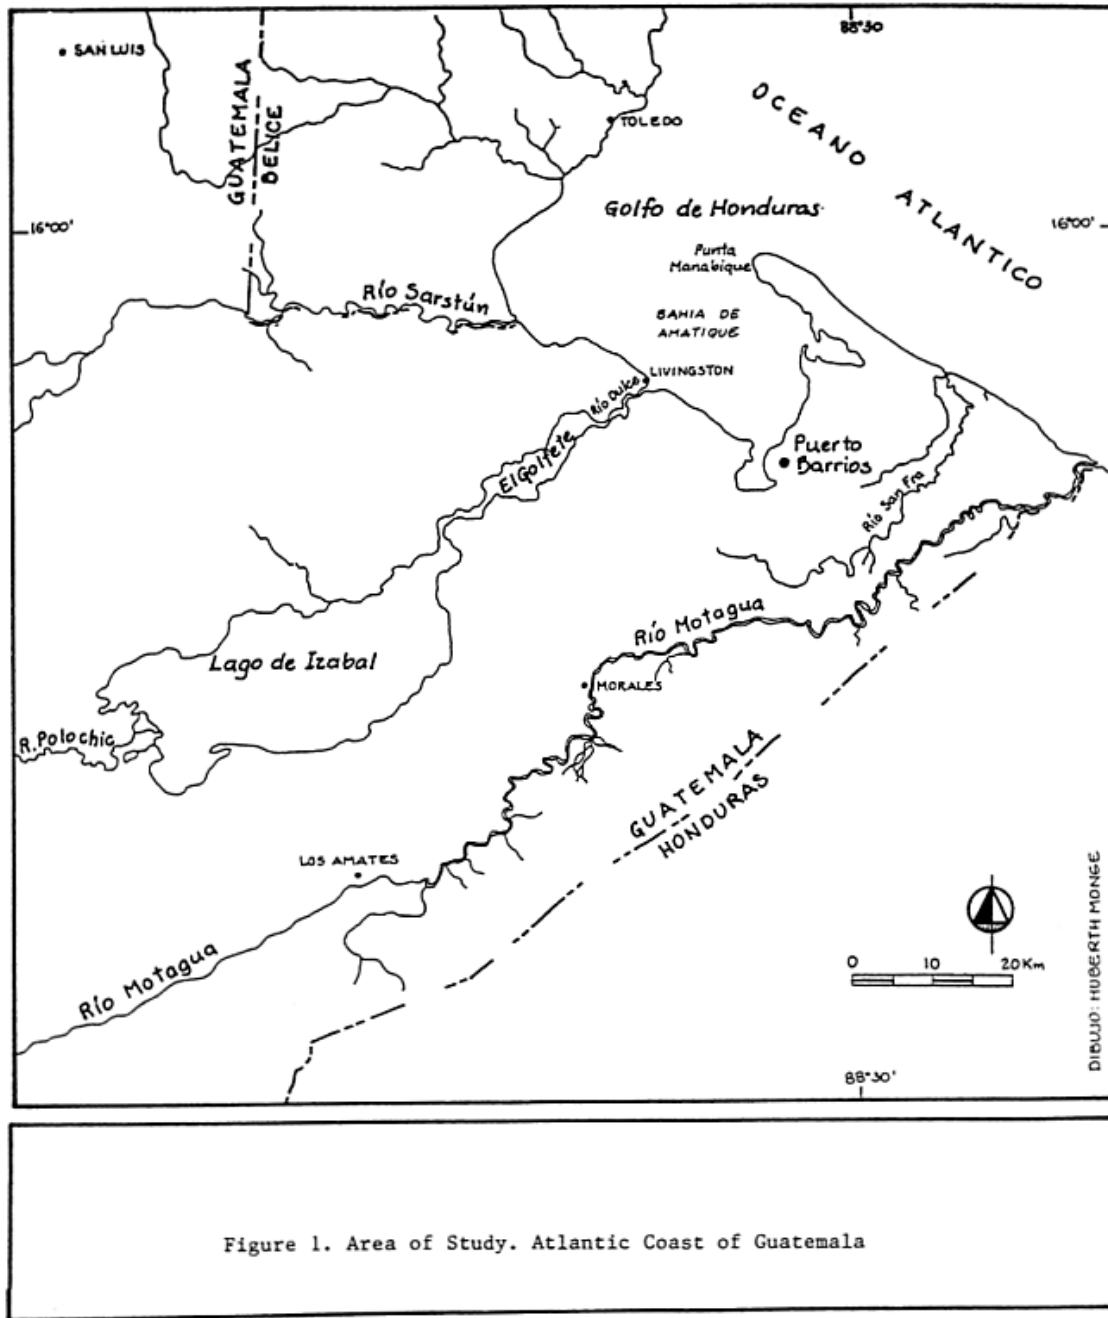 88°30
SAN LUIS
GUATEMALA
BELICE
TOLEDO
OCEANO ATLANTICO
Golfo de Honduras
16°00'
16°00'
Punta
Manabique
Río Sarstún
BAHIA DE
AMATIQUE
LIVINGSTON
Río Dulce
El Golfete
Puerto
Barrios
Río San Fra
Río Motagua
Lago de Izabal
MORALES
R. Polochic
GUATEMALA
HONDURAS
LOS AMATES
Río Motagua
0 10 20 Km
DIBUJO: HUBERTH MONGE
88°30'
Figure 1. Area of Study. Atlantic Coast of Guatemala